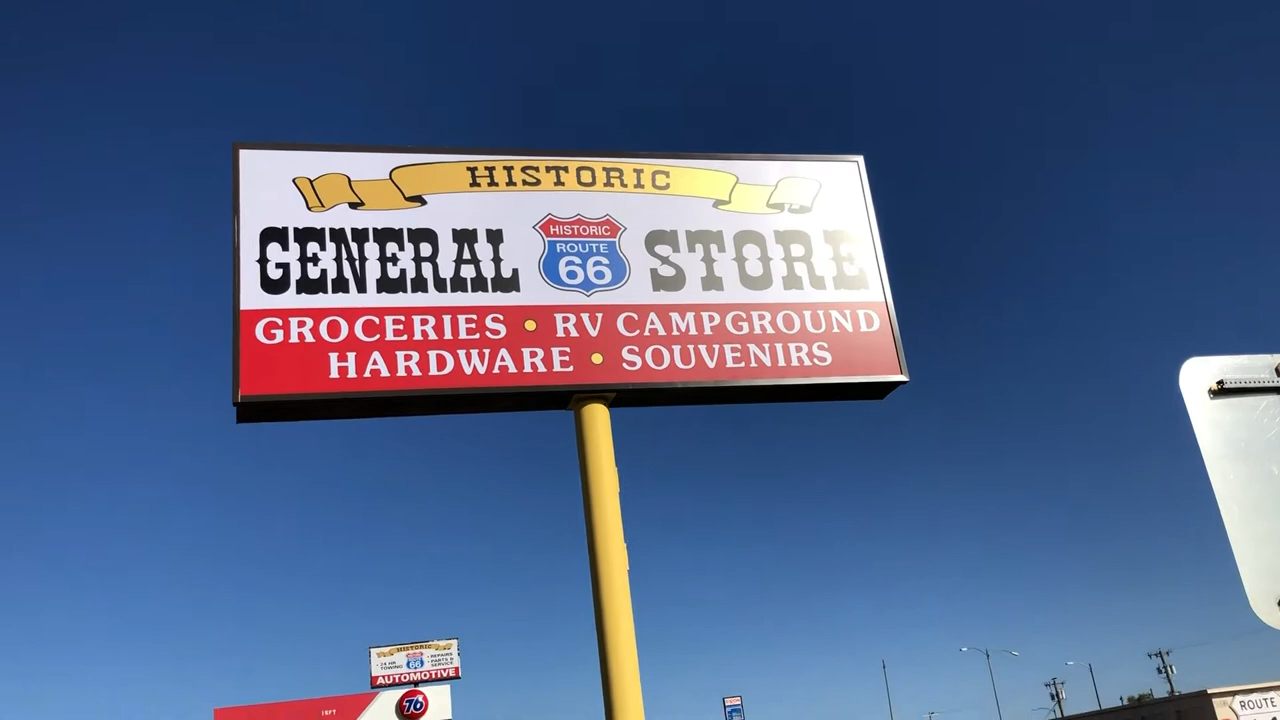 HISTORIC
GENERAL
HISTORIC
ROUTE
66
STORE
GROCERIES • RV CAMPGROUND
HARDWARE • SOUVENIRS
HISTORIC
• 24 HR
TOWING
66
• REPAIRS
• PARTS &
SERVICE
AUTOMOTIVE
76
ROUTE